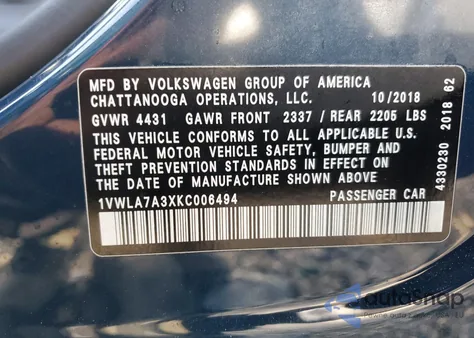 MFD BY VOLKSWAGEN GROUP OF AMERICA
CHATTANOOGA OPERATIONS, LLC. 10/2018
GVWR 4431 GAWR FRONT 2337 / REAR 2205 LBS
THIS VEHICLE CONFORMS TO ALL APPLICABLE U.S.
FEDERAL MOTOR VEHICLE SAFETY, BUMPER AND
THEFT PREVENTION STANDARDS IN EFFECT ON
THE DATE OF MANUFACTURE SHOWN ABOVE
1VWLA7A3XKC006494 PASSENGER CAR
4330230 2018 62
autoSnap